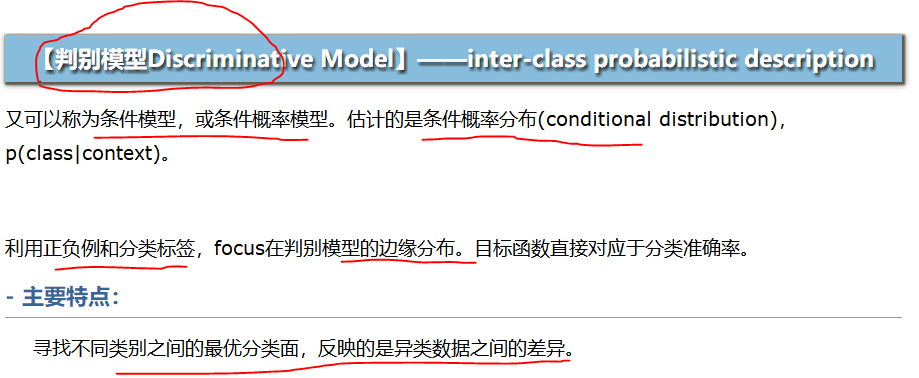 【判别模型Discriminative Model】——inter-class probabilistic description
又可以称为条件模型，或条件概率模型。估计的是条件概率分布(conditional distribution)，
p(class|context)。
利用正负例和分类标签，focus在判别模型的边缘分布。目标函数直接对应于分类准确率。
- 主要特点：
寻找不同类别之间的最优分类面，反映的是异类数据之间的差异。